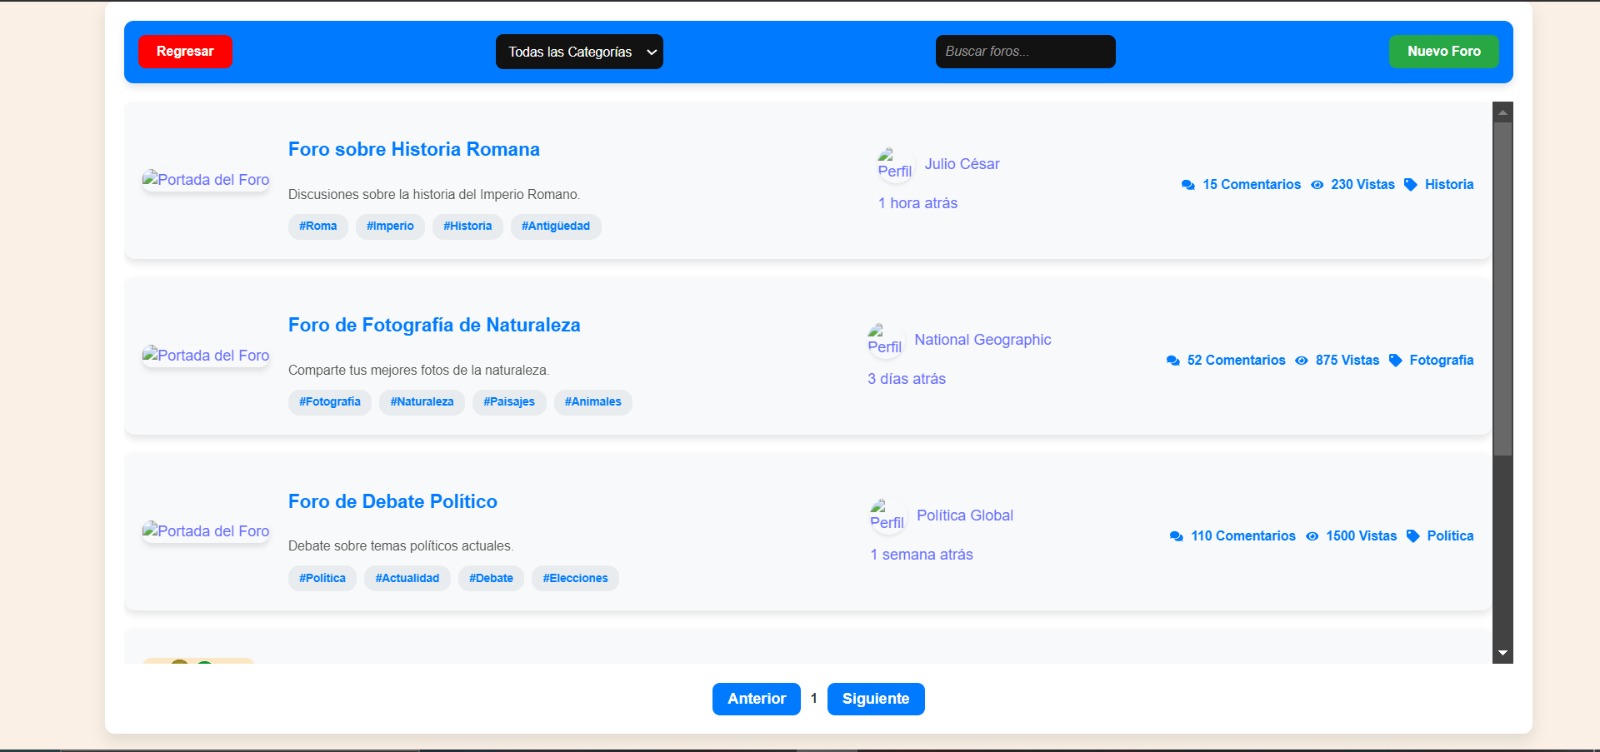 Regresar
Todas las Categorías
Buscar foros...
Nuevo Foro
Portada del Foro
Foro sobre Historia Romana
Discusiones sobre la historia del Imperio Romano.
#Roma #Imperio #Historia #Antigüedad
Perfil Julio César
1 hora atrás
15 Comentarios 230 Vistas Historia
Portada del Foro
Foro de Fotografía de Naturaleza
Comparte tus mejores fotos de la naturaleza.
#Fotografía #Naturaleza #Paisajes #Animales
Perfil National Geographic
3 días atrás
52 Comentarios 875 Vistas Fotografía
Portada del Foro
Foro de Debate Político
Debate sobre temas políticos actuales.
#Política #Actualidad #Debate #Elecciones
Perfil Política Global
1 semana atrás
110 Comentarios 1500 Vistas Política
Anterior 1 Siguiente